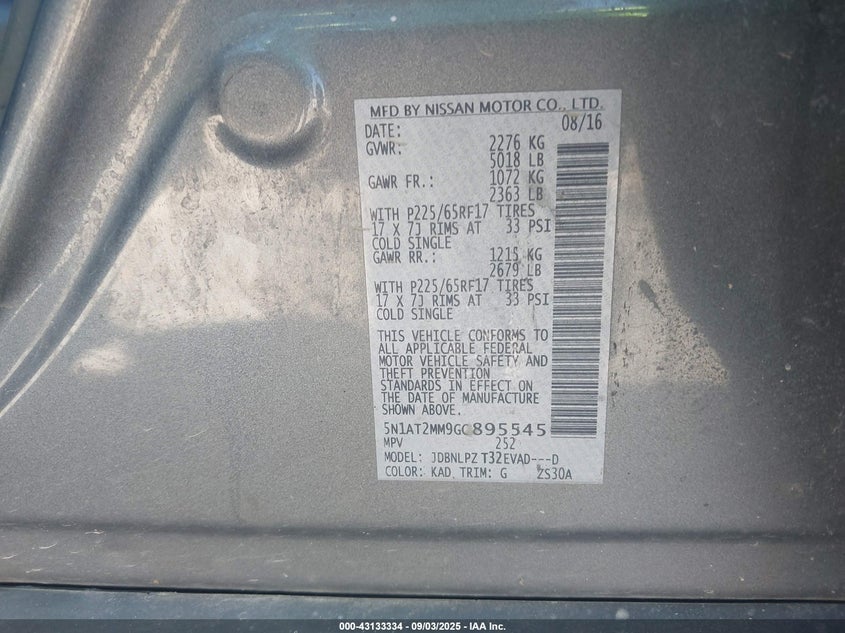 MFD BY NISSAN MOTOR CO., LTD.
DATE: 08/16
GVWR: 2276 KG
5018 LB
GAWR FR.: 1072 KG
2363 LB
WITH P225/65RF17 TIRES
17 X 7J RIMS AT 33 PSI
COLD SINGLE
GAWR RR.: 1215 KG
2679 LB
WITH P225/65RF17 TIRES
17 X 7J RIMS AT 33 PSI
COLD SINGLE
THIS VEHICLE CONFORMS TO
ALL APPLICABLE FEDERAL
MOTOR VEHICLE SAFETY AND
THEFT PREVENTION
STANDARDS IN EFFECT ON
THE DATE OF MANUFACTURE
SHOWN ABOVE.
5N1AT2MM9GC895545
MPV 252
MODEL: JDBNLPZ T32EVAD---D
COLOR: KAD TRIM: G ZS30A
000-43133334 - 09/03/2025 - IAA Inc.